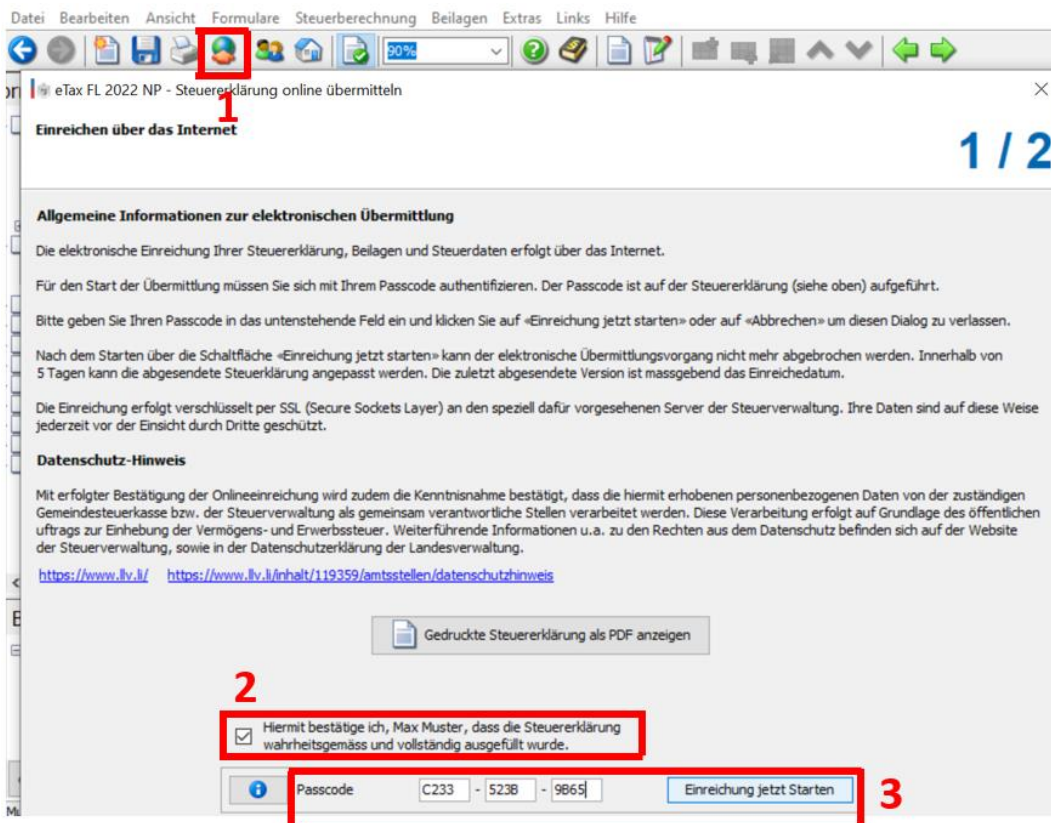 Datei Bearbeiten Ansicht Formulare Steuerberechnung Beilagen Extras Links Hilfe
90%
1
eTax FL 2022 NP - Steuererklärung online übermitteln
Einreichen über das Internet
1 / 2
Allgemeine Informationen zur elektronischen Übermittlung
Die elektronische Einreichung Ihrer Steuererklärung, Beilagen und Steuerdaten erfolgt über das Internet.
Für den Start der Übermittlung müssen Sie sich mit Ihrem Passcode authentifizieren. Der Passcode ist auf der Steuererklärung (siehe oben) aufgeführt.
Bitte geben Sie Ihren Passcode in das untenstehende Feld ein und klicken Sie auf «Einreichung jetzt starten» oder auf «Abbrechen» um diesen Dialog zu verlassen.
Nach dem Starten über die Schaltfläche «Einreichung jetzt starten» kann der elektronische Übermittlungsvorgang nicht mehr abgebrochen werden. Innerhalb von
5 Tagen kann die abgesendete Steuerklärung angepasst werden. Die zuletzt abgesendete Version ist massgebend das Einreichedatum.
Die Einreichung erfolgt verschlüsselt per SSL (Secure Sockets Layer) an den speziell dafür vorgesehenen Server der Steuerverwaltung. Ihre Daten sind auf diese Weise
jederzeit vor der Einsicht durch Dritte geschützt.
Datenschutz-Hinweis
Mit erfolgter Bestätigung der Onlineeinreichung wird zudem die Kenntnisnahme bestätigt, dass die hiermit erhobenen personenbezogenen Daten von der zuständigen
Gemeindesteuerkasse bzw. der Steuerverwaltung als gemeinsam verantwortliche Stellen verarbeitet werden. Diese Verarbeitung erfolgt auf Grundlage des öffentlichen
uftrags zur Einhebung der Vermögens- und Erwerbssteuer. Weiterführende Informationen u.a. zu den Rechten aus dem Datenschutz befinden sich auf der Website
der Steuerverwaltung, sowie in der Datenschutzerklärung der Landesverwaltung.
https://www.llv.li/ https://www.llv.li/inhalt/119359/amtsstellen/datenschutzhinweis
Gedruckte Steuererklärung als PDF anzeigen
2
Hiermit bestätige ich, Max Muster, dass die Steuererklärung
wahrheitsgemäss und vollständig ausgefüllt wurde.
Passcode C233 - 523B - 9B65 Einreichung jetzt Starten
3